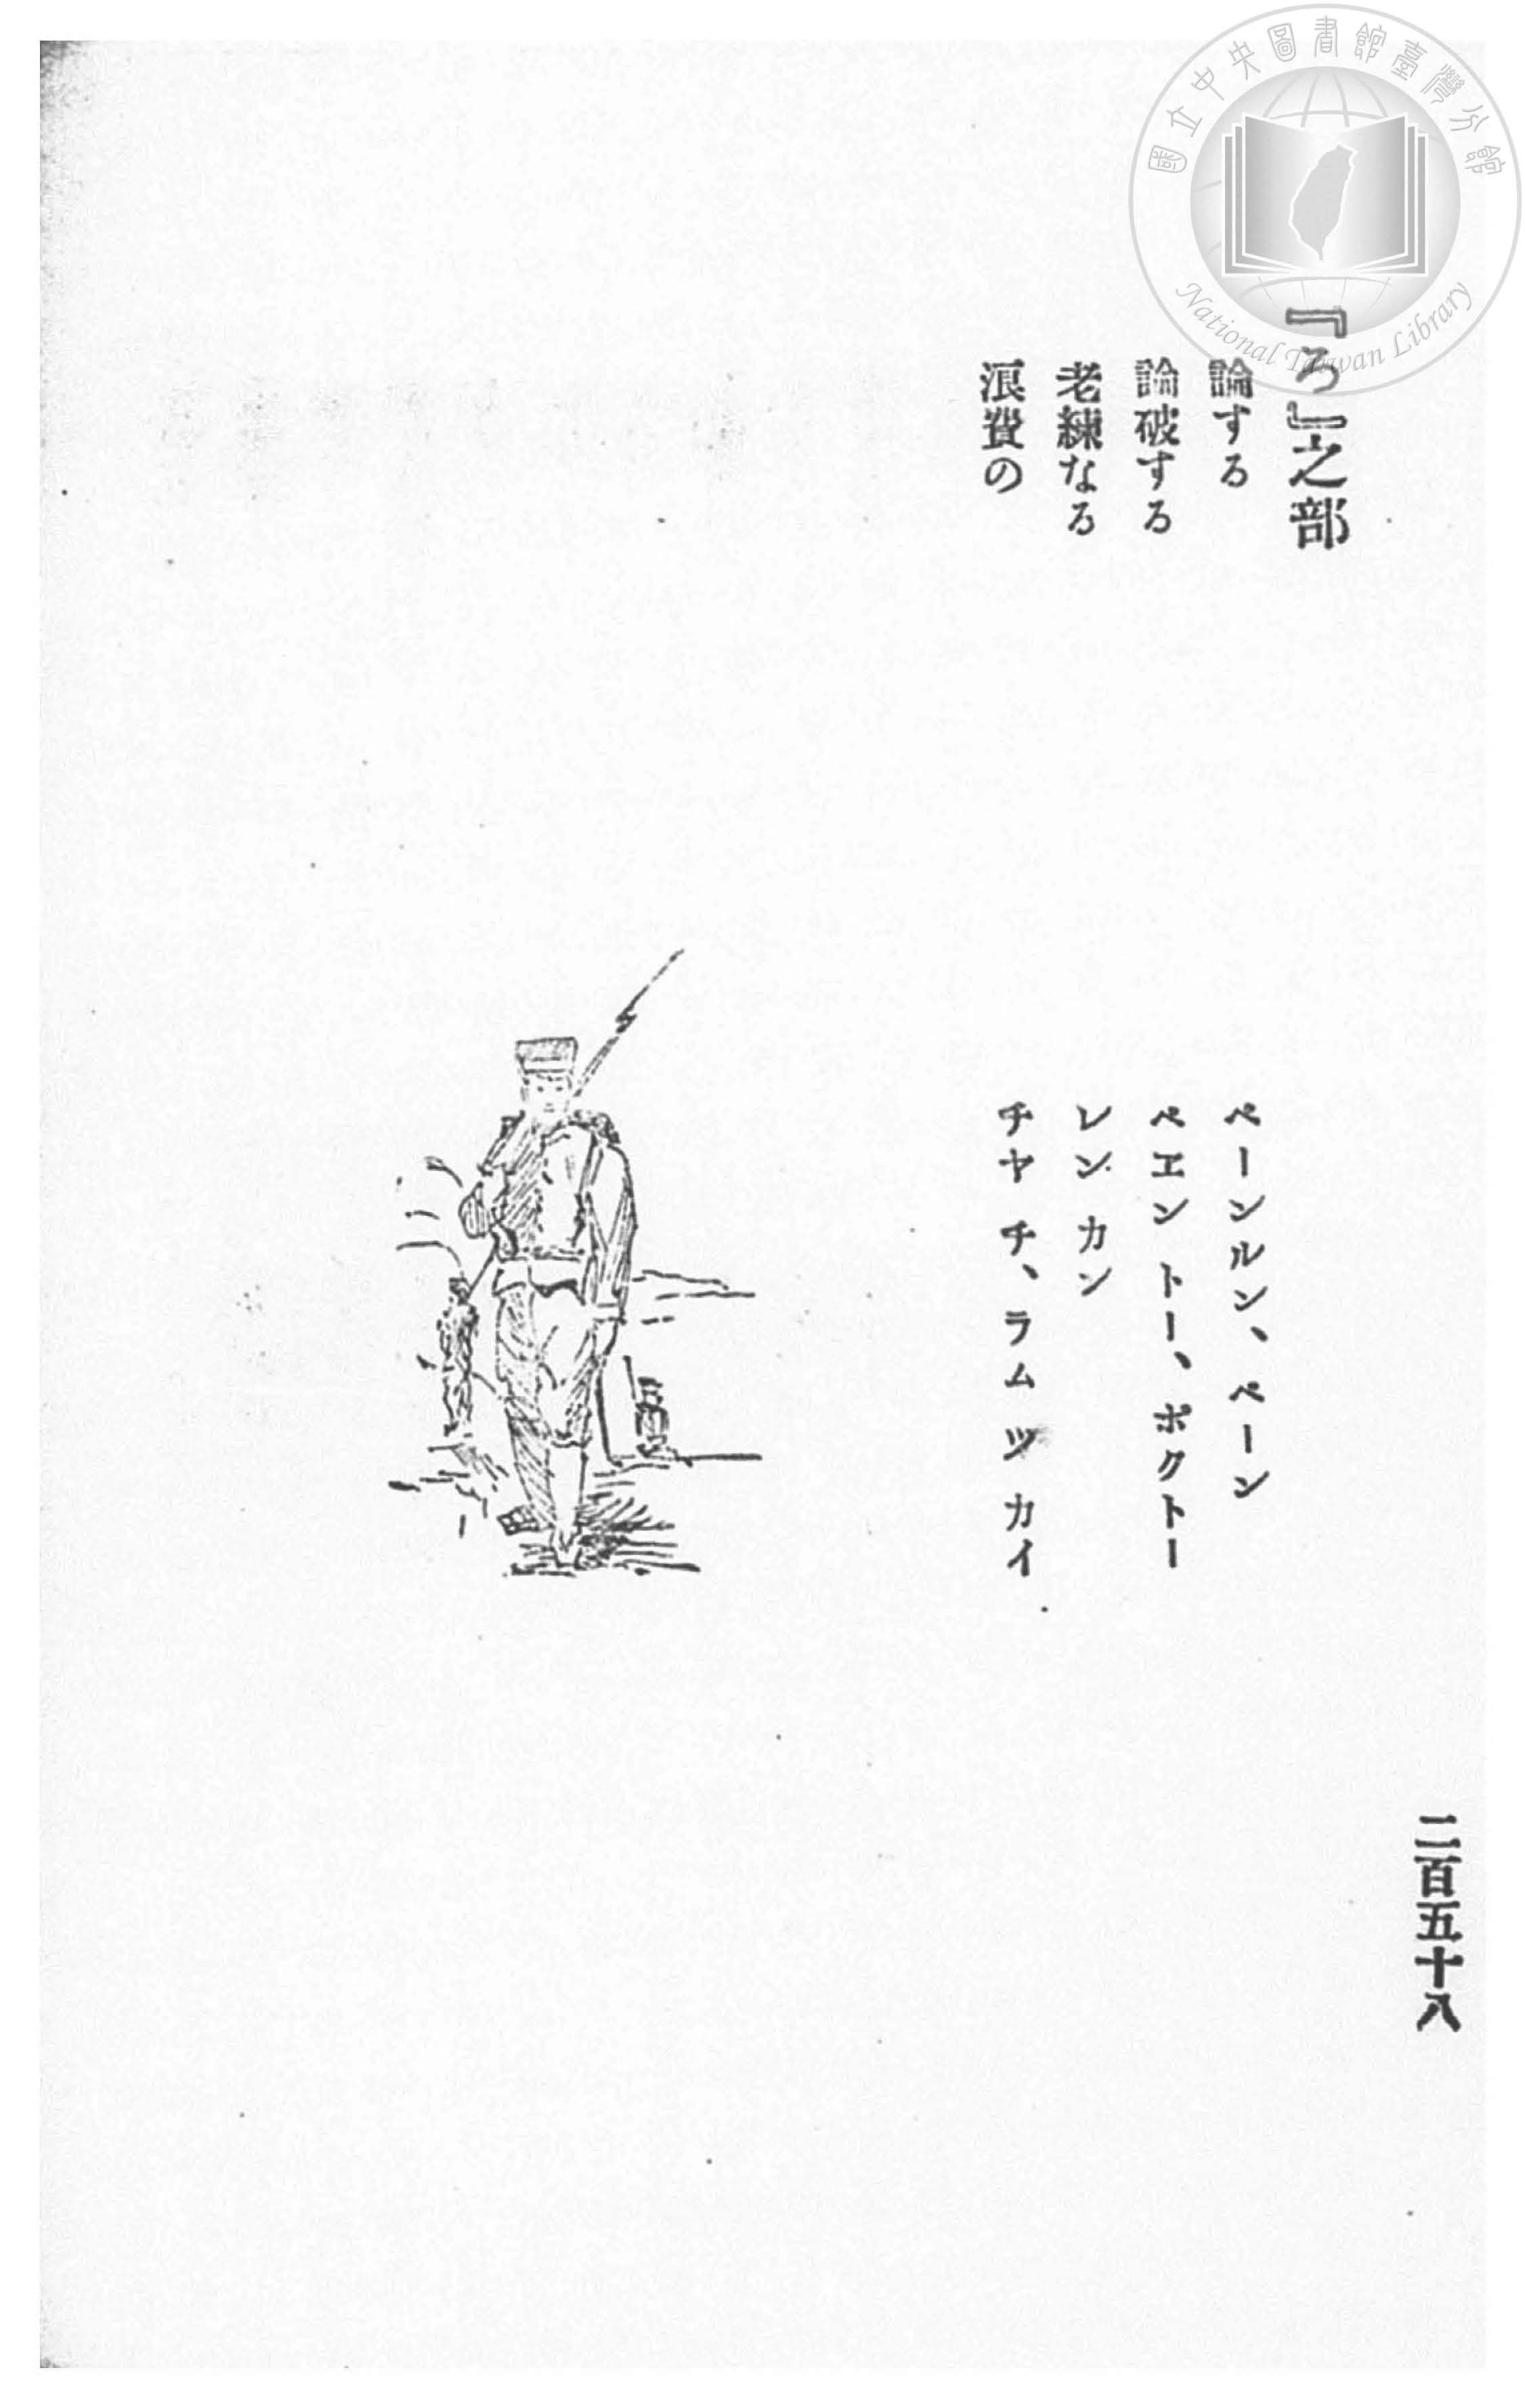 國立中央圖書館臺灣分館
National Taiwan Library
二百五十八
『ろ』之部
論する
ペーンルン、ペーン
論破する
ペエントー、ポクトー
老練なる
レンカン
浪費の
チヤチ、ラムツカイ